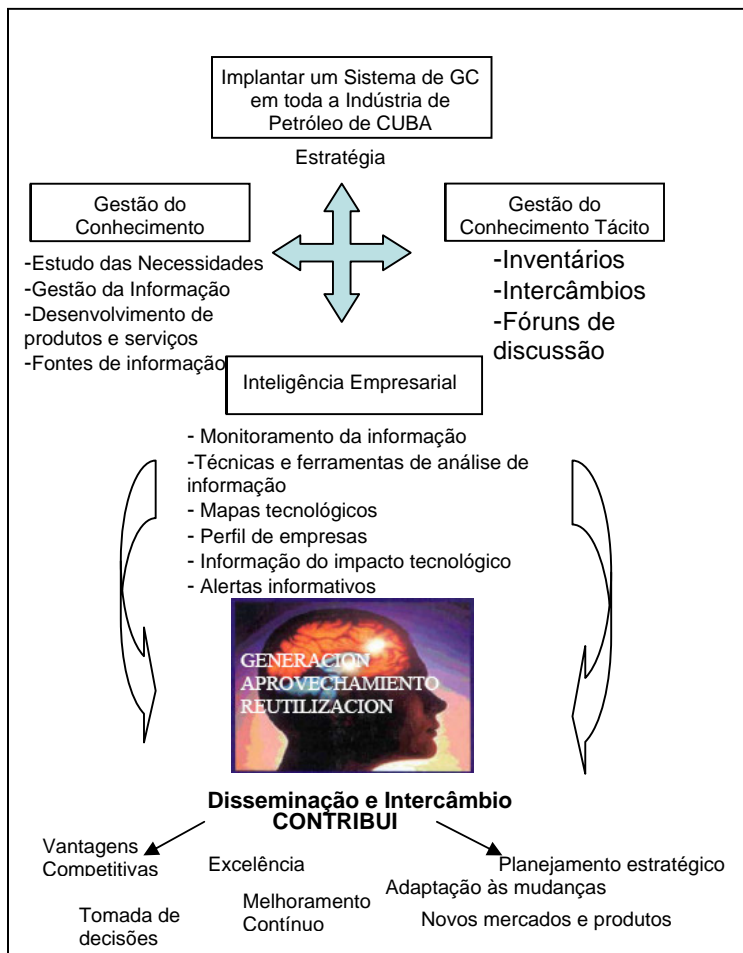 Implantar um Sistema de GC
em toda a Indústria de
Petróleo de CUBA
Estratégia
Gestão do
Conhecimento
-Estudo das Necessidades
-Gestão da Informação
-Desenvolvimento de
produtos e serviços
-Fontes de informação
Gestão do
Conhecimento Tácito
-Inventários
-Intercâmbios
-Fóruns de
discussão
Inteligência Empresarial
- Monitoramento da informação
-Técnicas e ferramentas de análise de
informação
- Mapas tecnológicos
- Perfil de empresas
- Informação do impacto tecnológico
- Alertas informativos
GENERACION
APROVECHAMIENTO
REUTILIZACION
Disseminação e Intercâmbio
CONTRIBUI
Vantagens
Competitivas
Excelência
Planejamento estratégico
Adaptação às mudanças
Tomada de
decisões
Melhoramento
Contínuo
Novos mercados e produtos